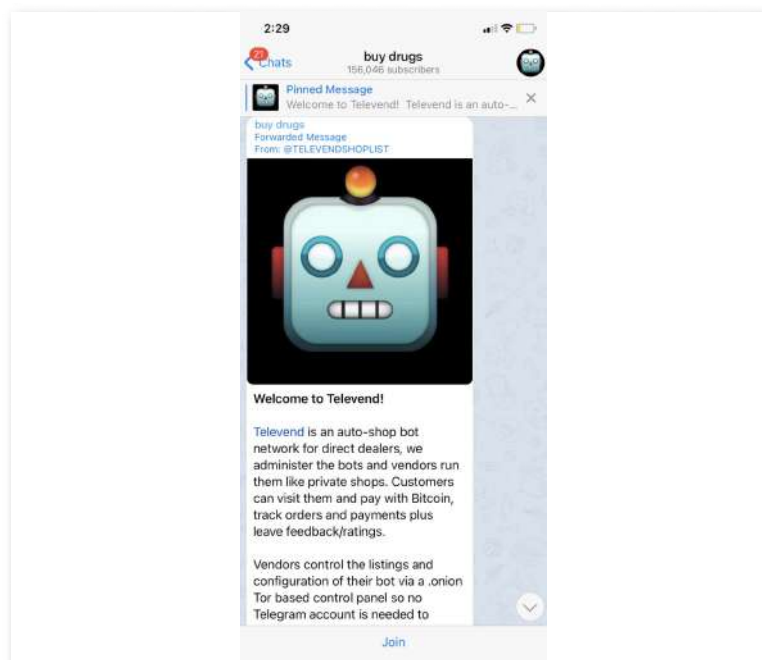 2:29
21
Chats
buy drugs
156,046 subscribers
Pinned Message
Welcome to Televend! Televend is an auto-...
buy drugs
Forwarded Message
From: @TELEVENDSHOPLIST
Welcome to Televend!
Televend is an auto-shop bot
network for direct dealers, we
administer the bots and vendors run
them like private shops. Customers
can visit them and pay with Bitcoin,
track orders and payments plus
leave feedback/ratings.
Vendors control the listings and
configuration of their bot via a .onion
Tor based control panel so no
Telegram account is needed to
Join